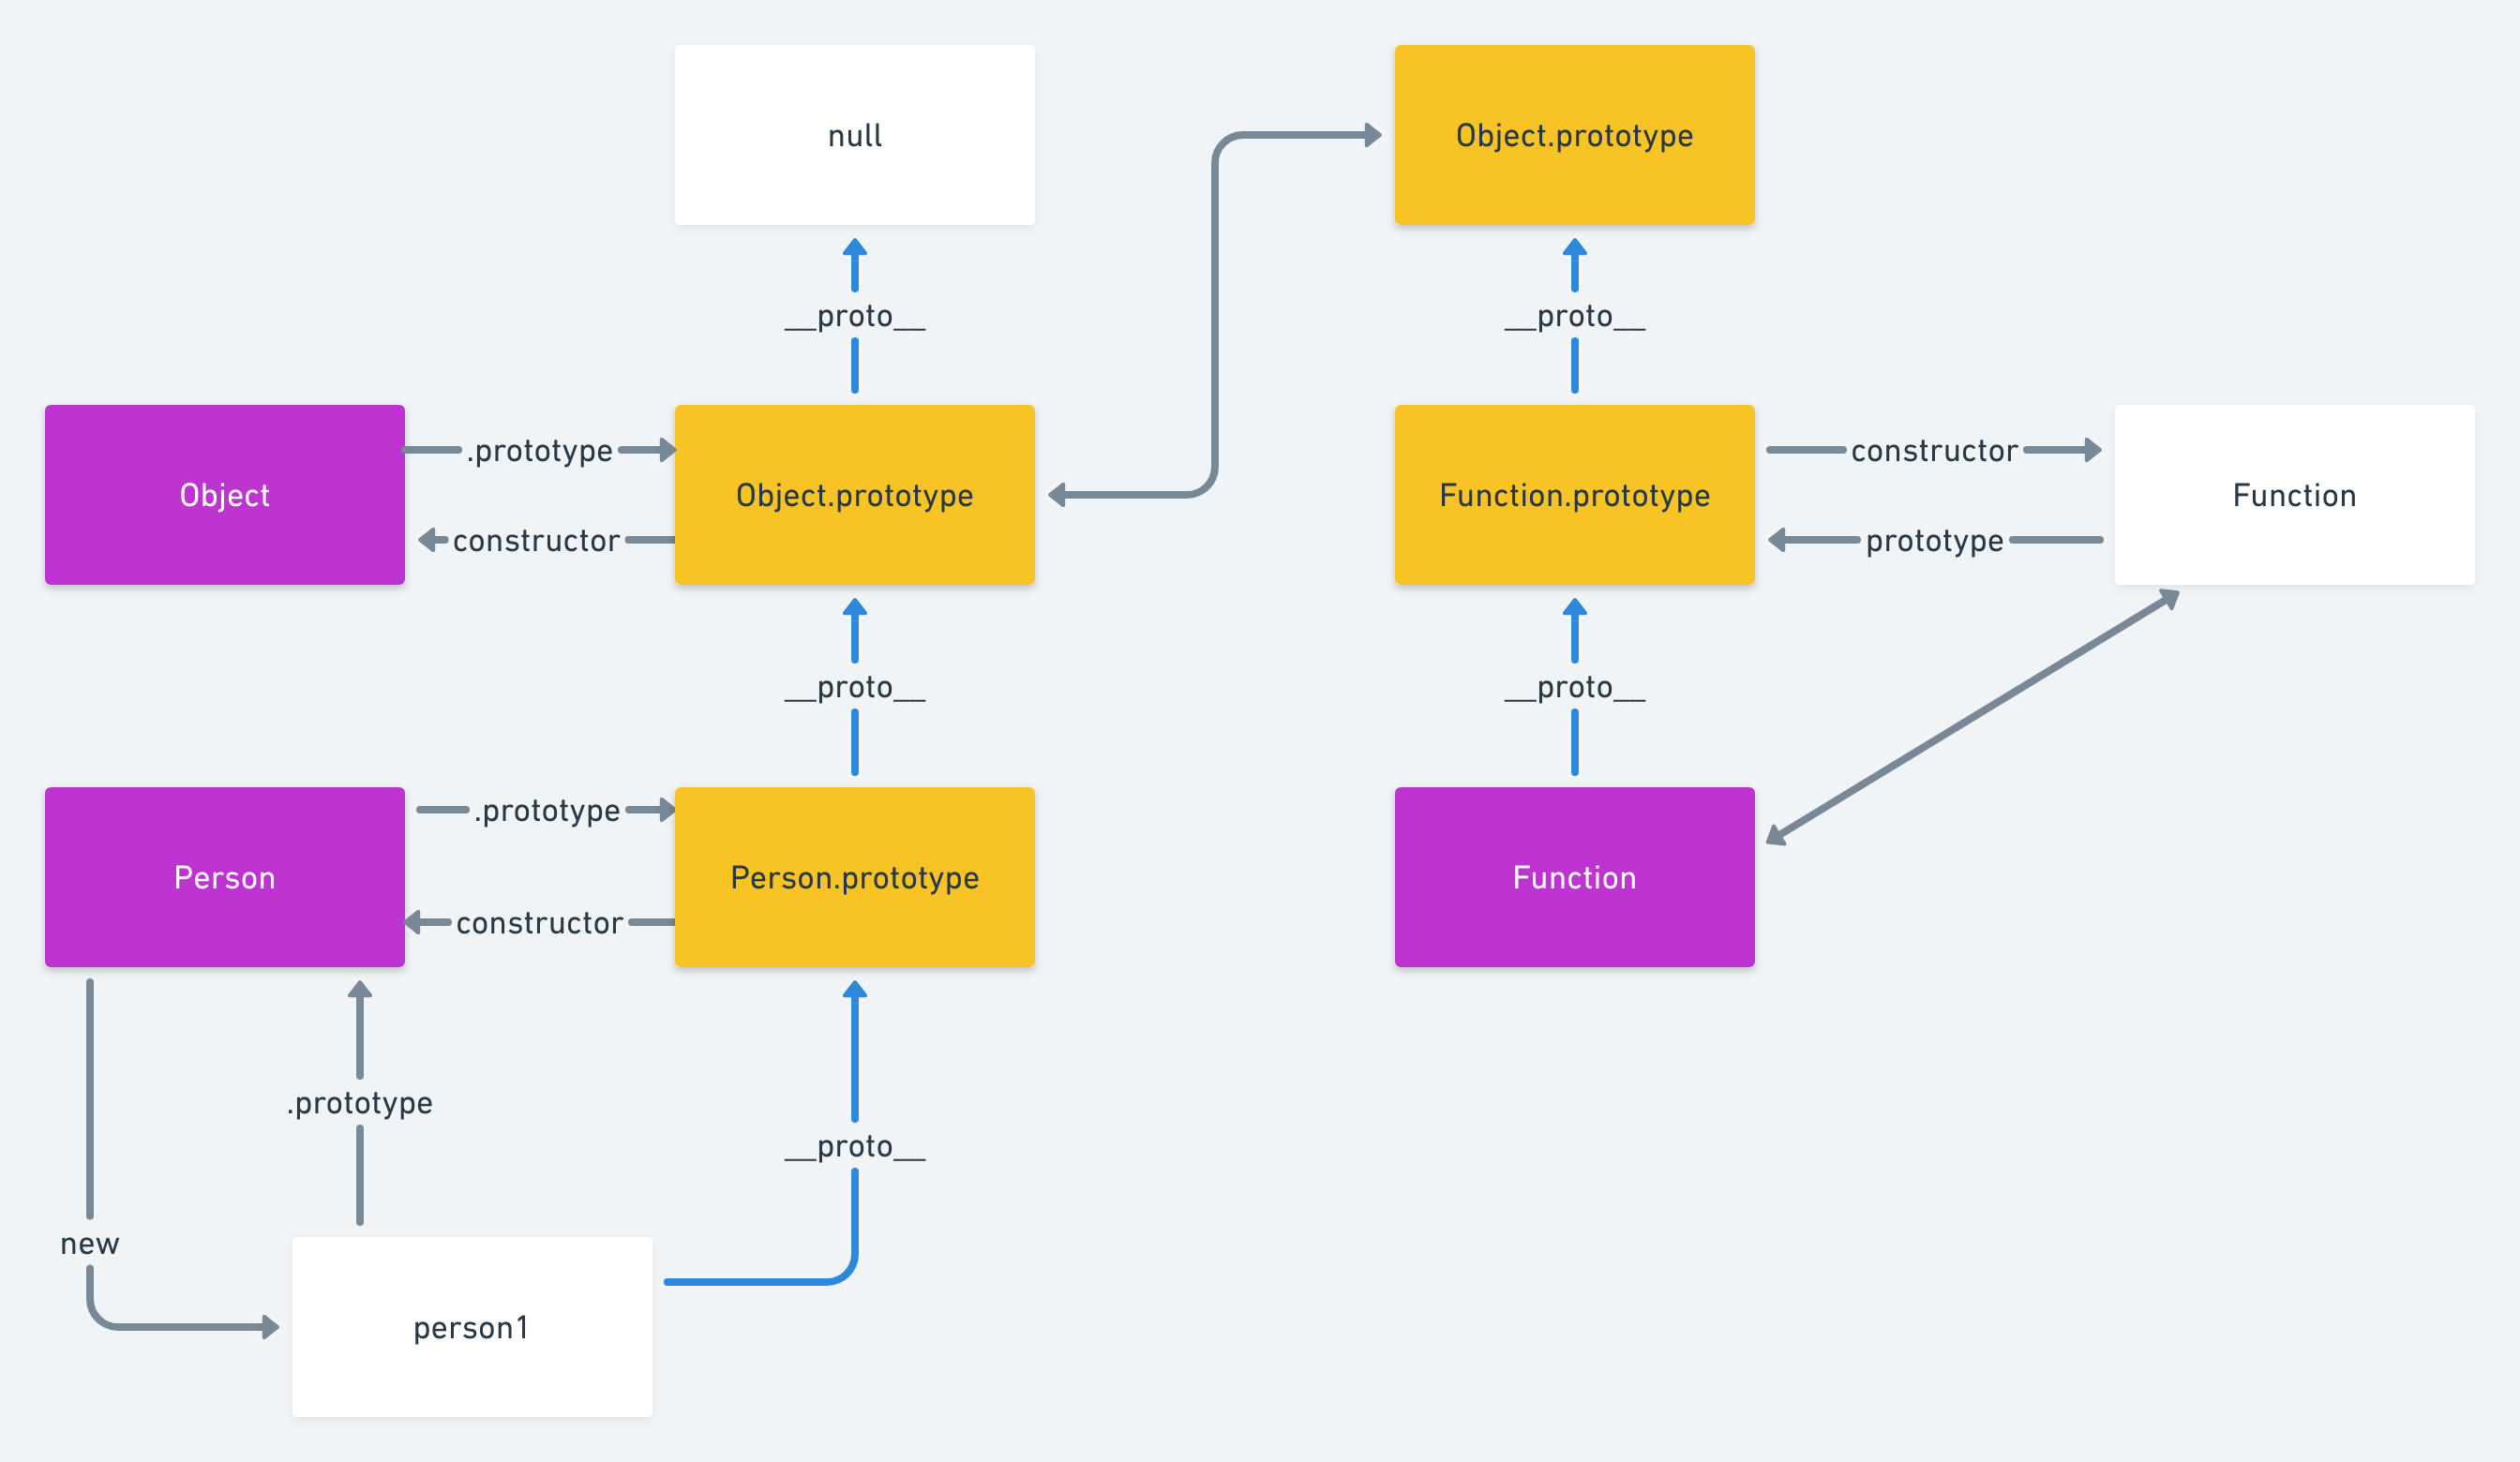 null
Object.prototype
__proto__
__proto__
Object
.prototype
constructor
Object.prototype
Function.prototype
constructor
prototype
Function
__proto__
__proto__
Person
.prototype
constructor
Person.prototype
Function
.prototype
__proto__
new
person1